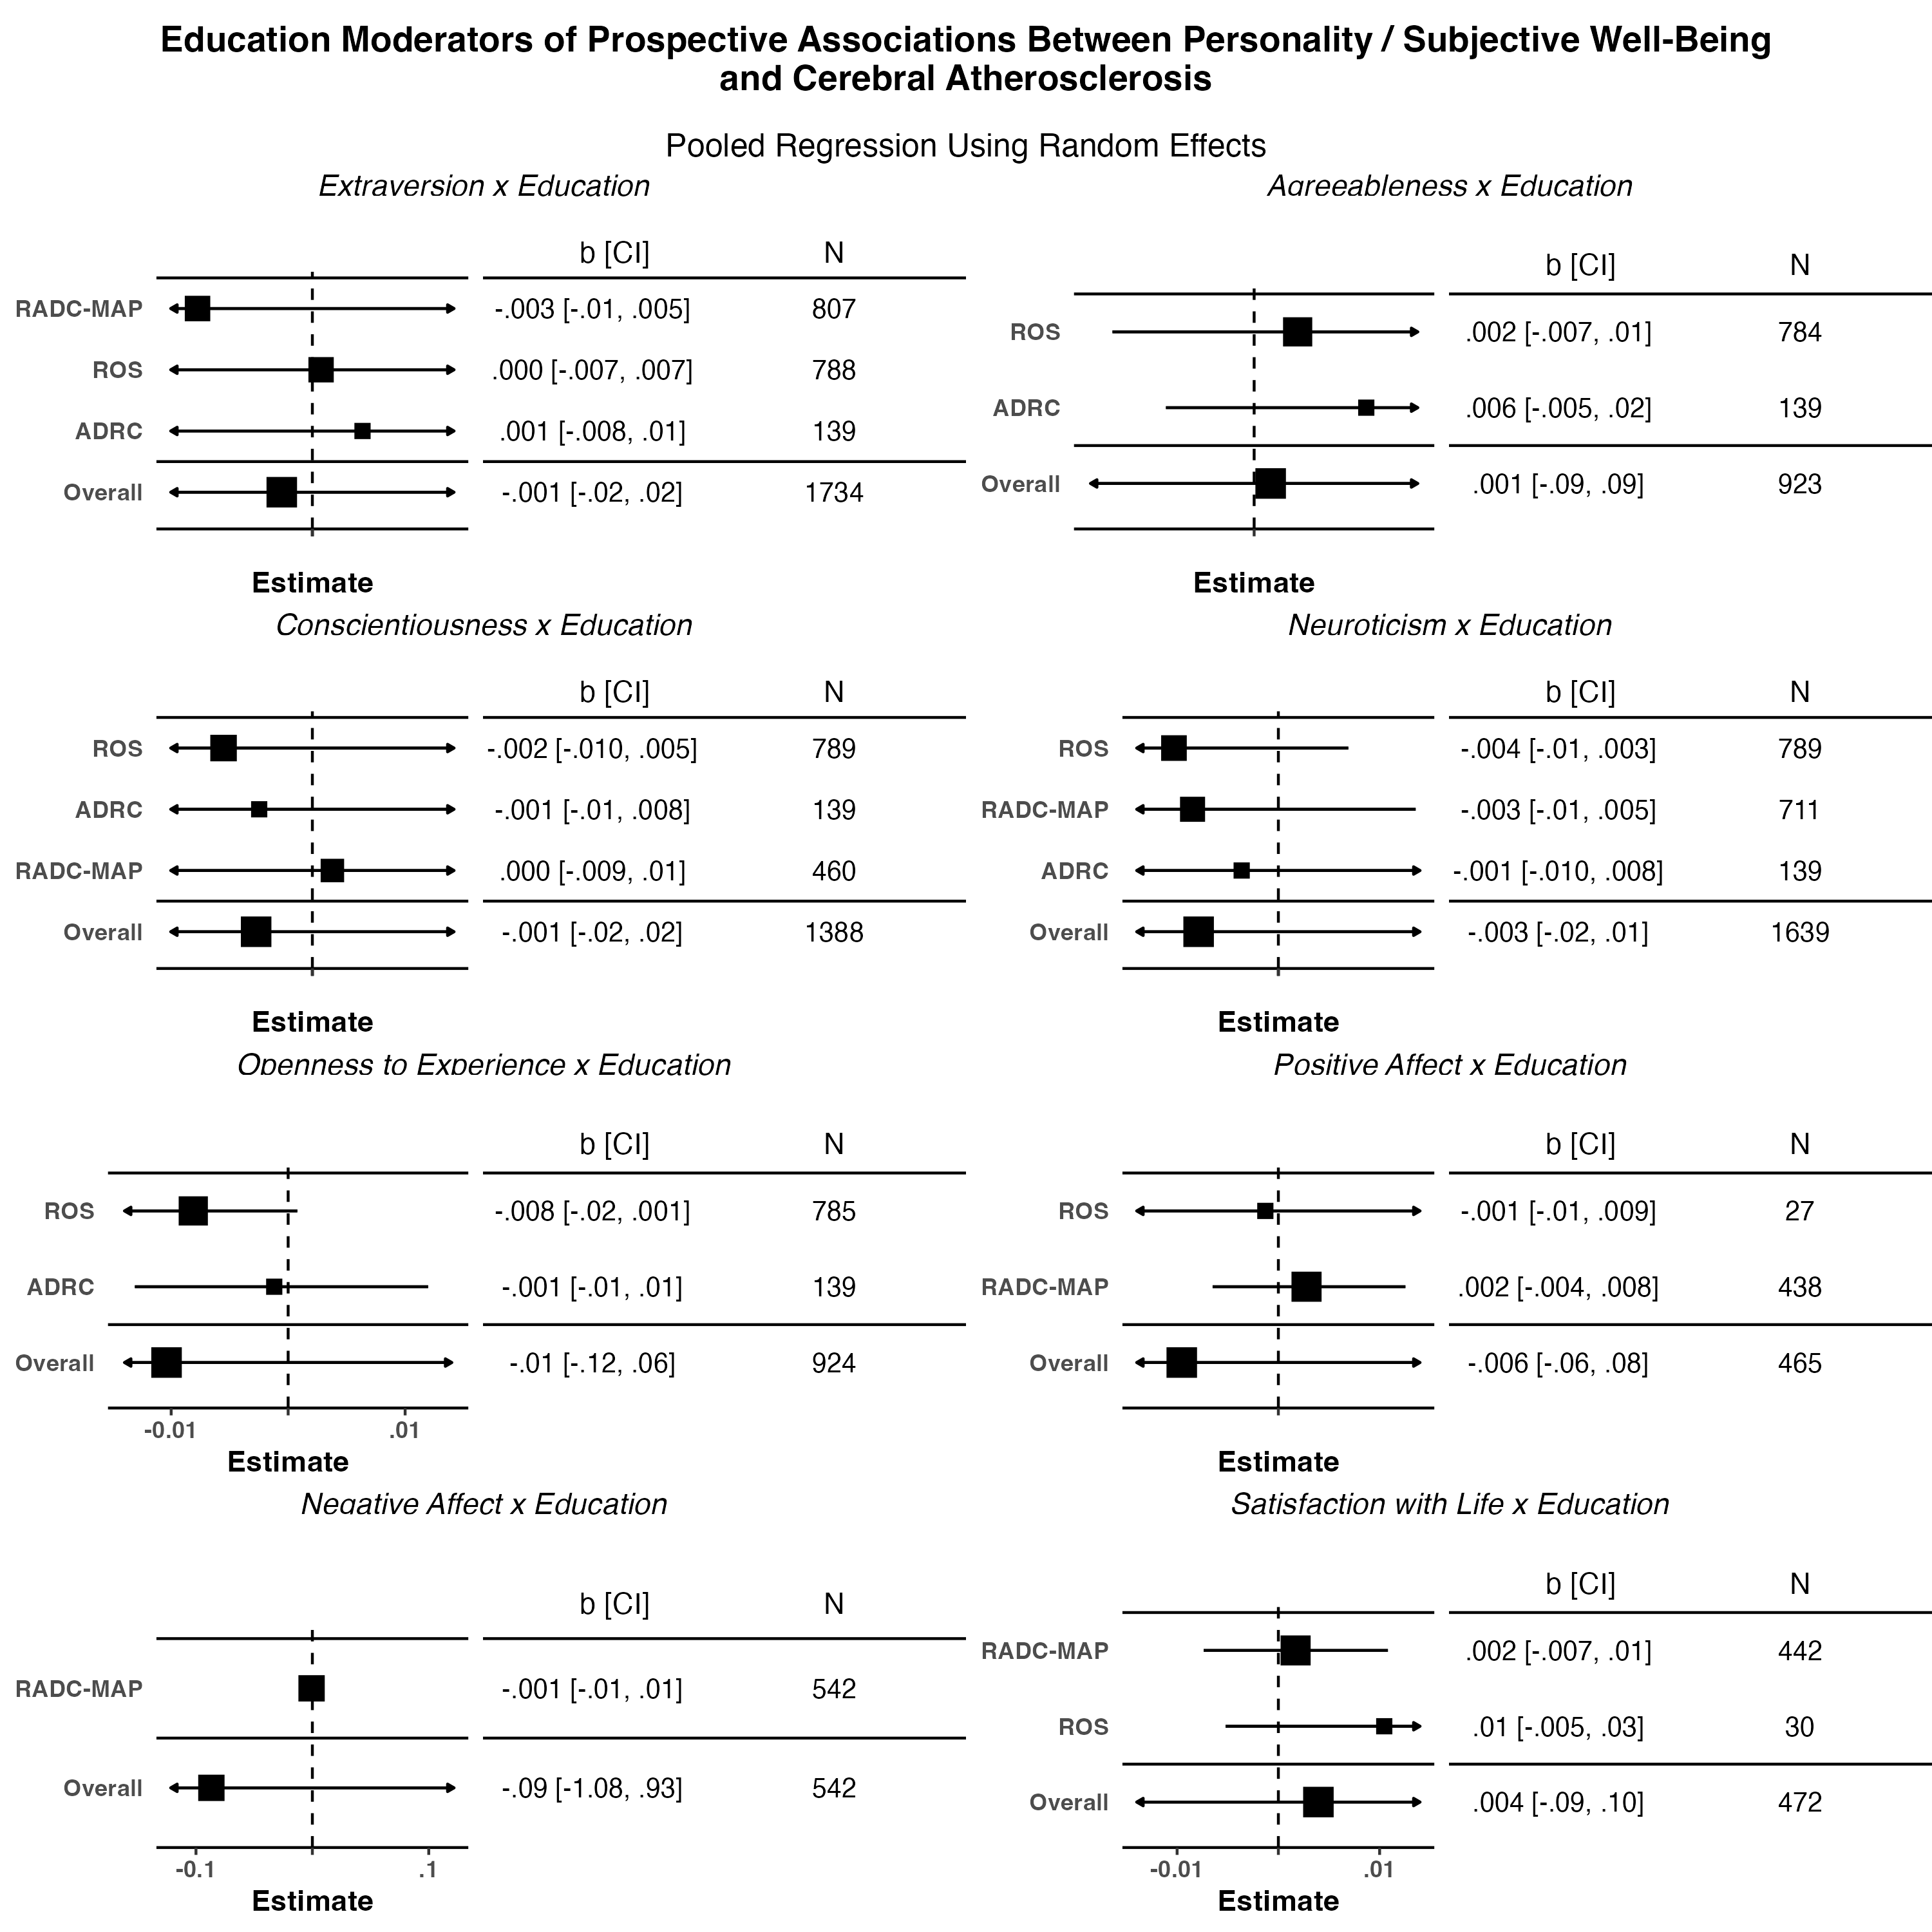 Education Moderators of Prospective Associations Between Personality / Subjective Well-Being
and Cerebral Atherosclerosis
Pooled Regression Using Random Effects
Extraversion x Education
b [CI] N
RADC-MAP -.003 [-.01, .005] 807
ROS .000 [-.007, .007] 788
ADRC .001 [-.008, .01] 139
Overall -.001 [-.02, .02] 1734
Estimate
Agreeableness x Education
b [CI] N
ROS .002 [-.007, .01] 784
ADRC .006 [-.005, .02] 139
Overall .001 [-.09, .09] 923
Estimate
Conscientiousness x Education
b [CI] N
ROS -.002 [-.010, .005] 789
ADRC -.001 [-.01, .008] 139
RADC-MAP .000 [-.009, .01] 460
Overall -.001 [-.02, .02] 1388
Estimate
Neuroticism x Education
b [CI] N
ROS -.004 [-.01, .003] 789
RADC-MAP -.003 [-.01, .005] 711
ADRC -.001 [-.010, .008] 139
Overall -.003 [-.02, .01] 1639
Estimate
Openness to Experience x Education
b [CI] N
ROS -.008 [-.02, .001] 785
ADRC -.001 [-.01, .01] 139
Overall -.01 [-.12, .06] 924
-0.01 .01
Estimate
Positive Affect x Education
b [CI] N
ROS -.001 [-.01, .009] 27
RADC-MAP .002 [-.004, .008] 438
Overall -.006 [-.06, .08] 465
Estimate
Negative Affect x Education
b [CI] N
RADC-MAP -.001 [-.01, .01] 542
Overall -.09 [-1.08, .93] 542
-0.1 .1
Estimate
Satisfaction with Life x Education
b [CI] N
RADC-MAP .002 [-.007, .01] 442
ROS .01 [-.005, .03] 30
Overall .004 [-.09, .10] 472
-0.01 .01
Estimate